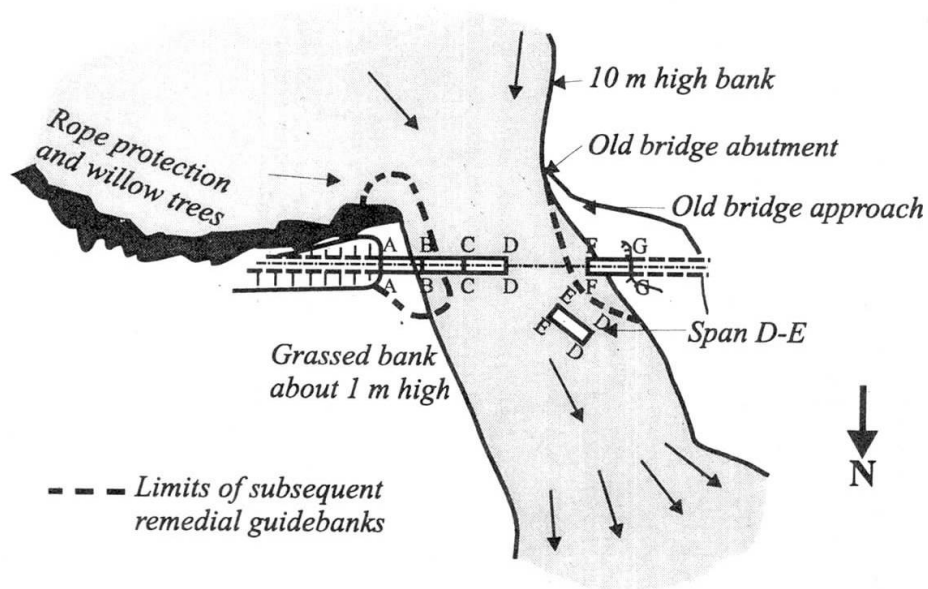 10 m high bank
Old bridge abutment
Rope protection
and willow trees
Old bridge approach
A B C D F G
A B C D F G
E D
E D
Span D-E
Grassed bank
about 1 m high
N
Limits of subsequent
remedial guidebanks